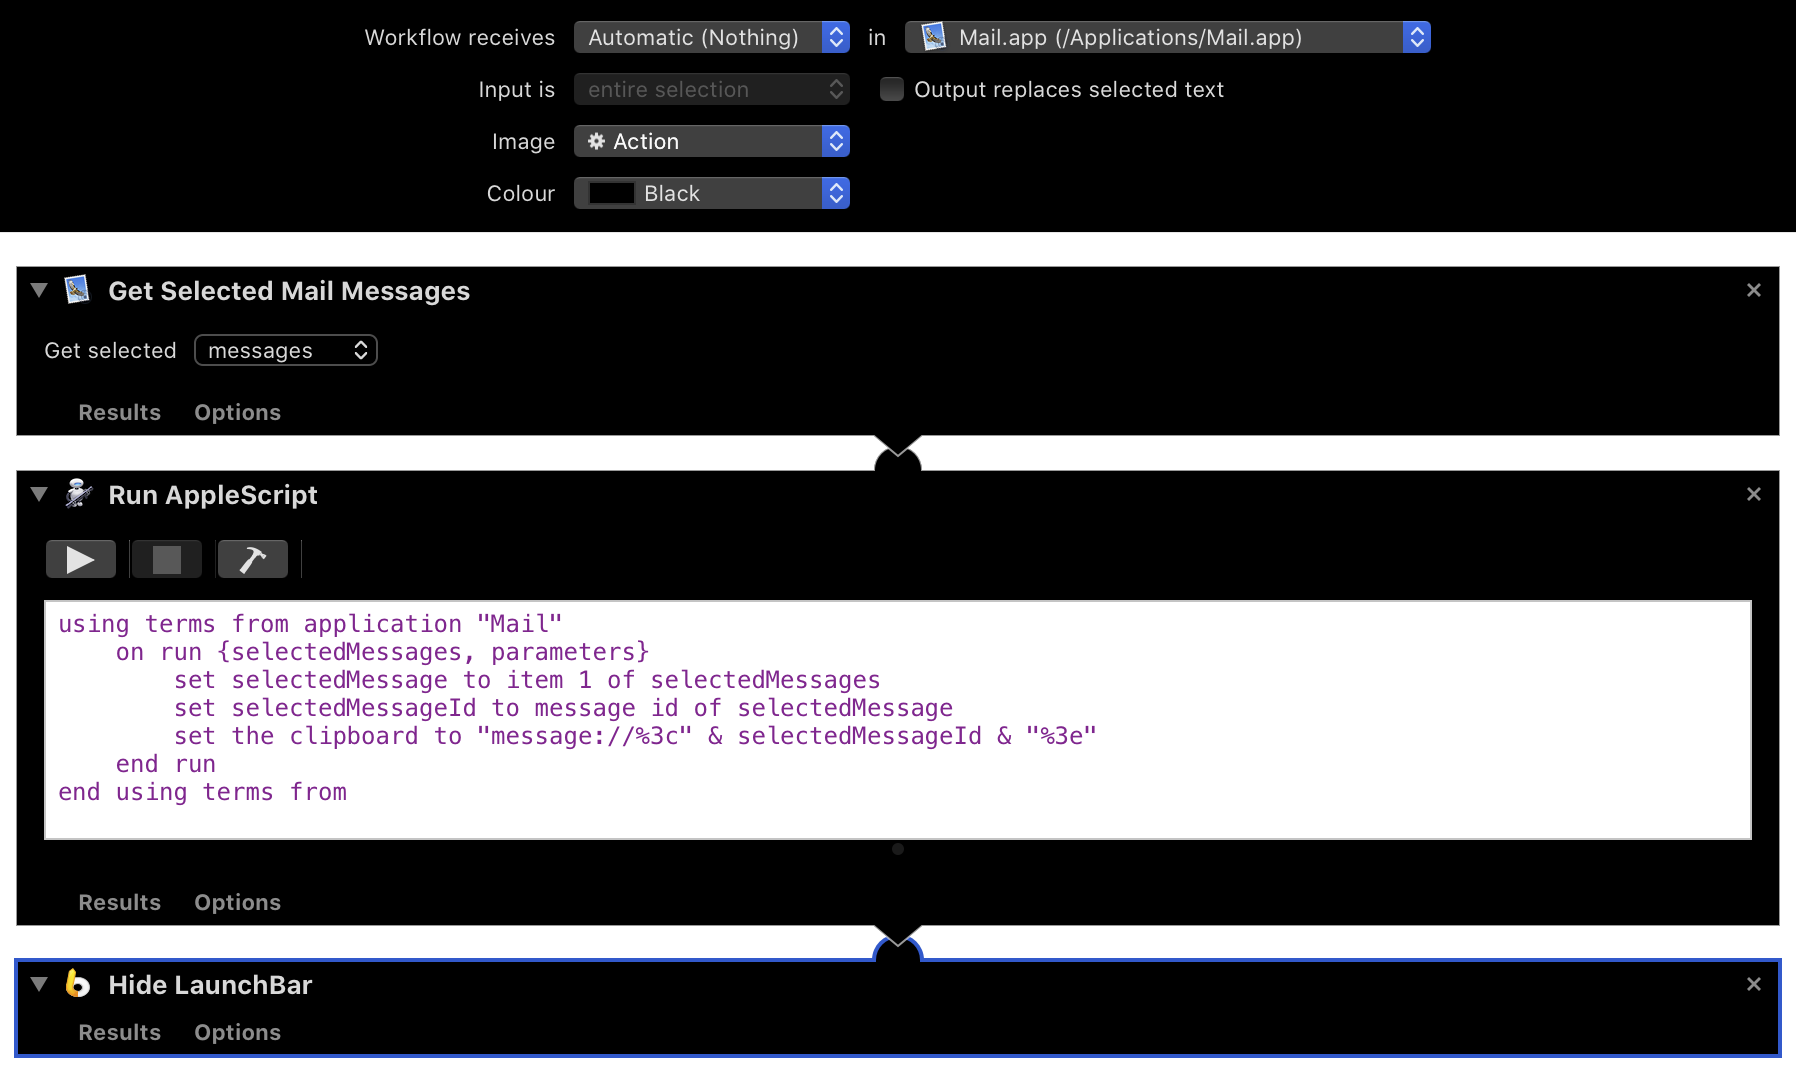 Workflow receives Automatic (Nothing) in Mail.app (/Applications/Mail.app)
Input is entire selection Output replaces selected text
Image Action
Colour Black
Get Selected Mail Messages
Get selected messages
Results Options
Run AppleScript
using terms from application "Mail"
on run {selectedMessages, parameters}
set selectedMessage to item 1 of selectedMessages
set selectedMessageId to message id of selectedMessage
set the clipboard to "message://%3c" & selectedMessageId & "%3e"
end run
end using terms from
Results Options
Hide LaunchBar
Results Options